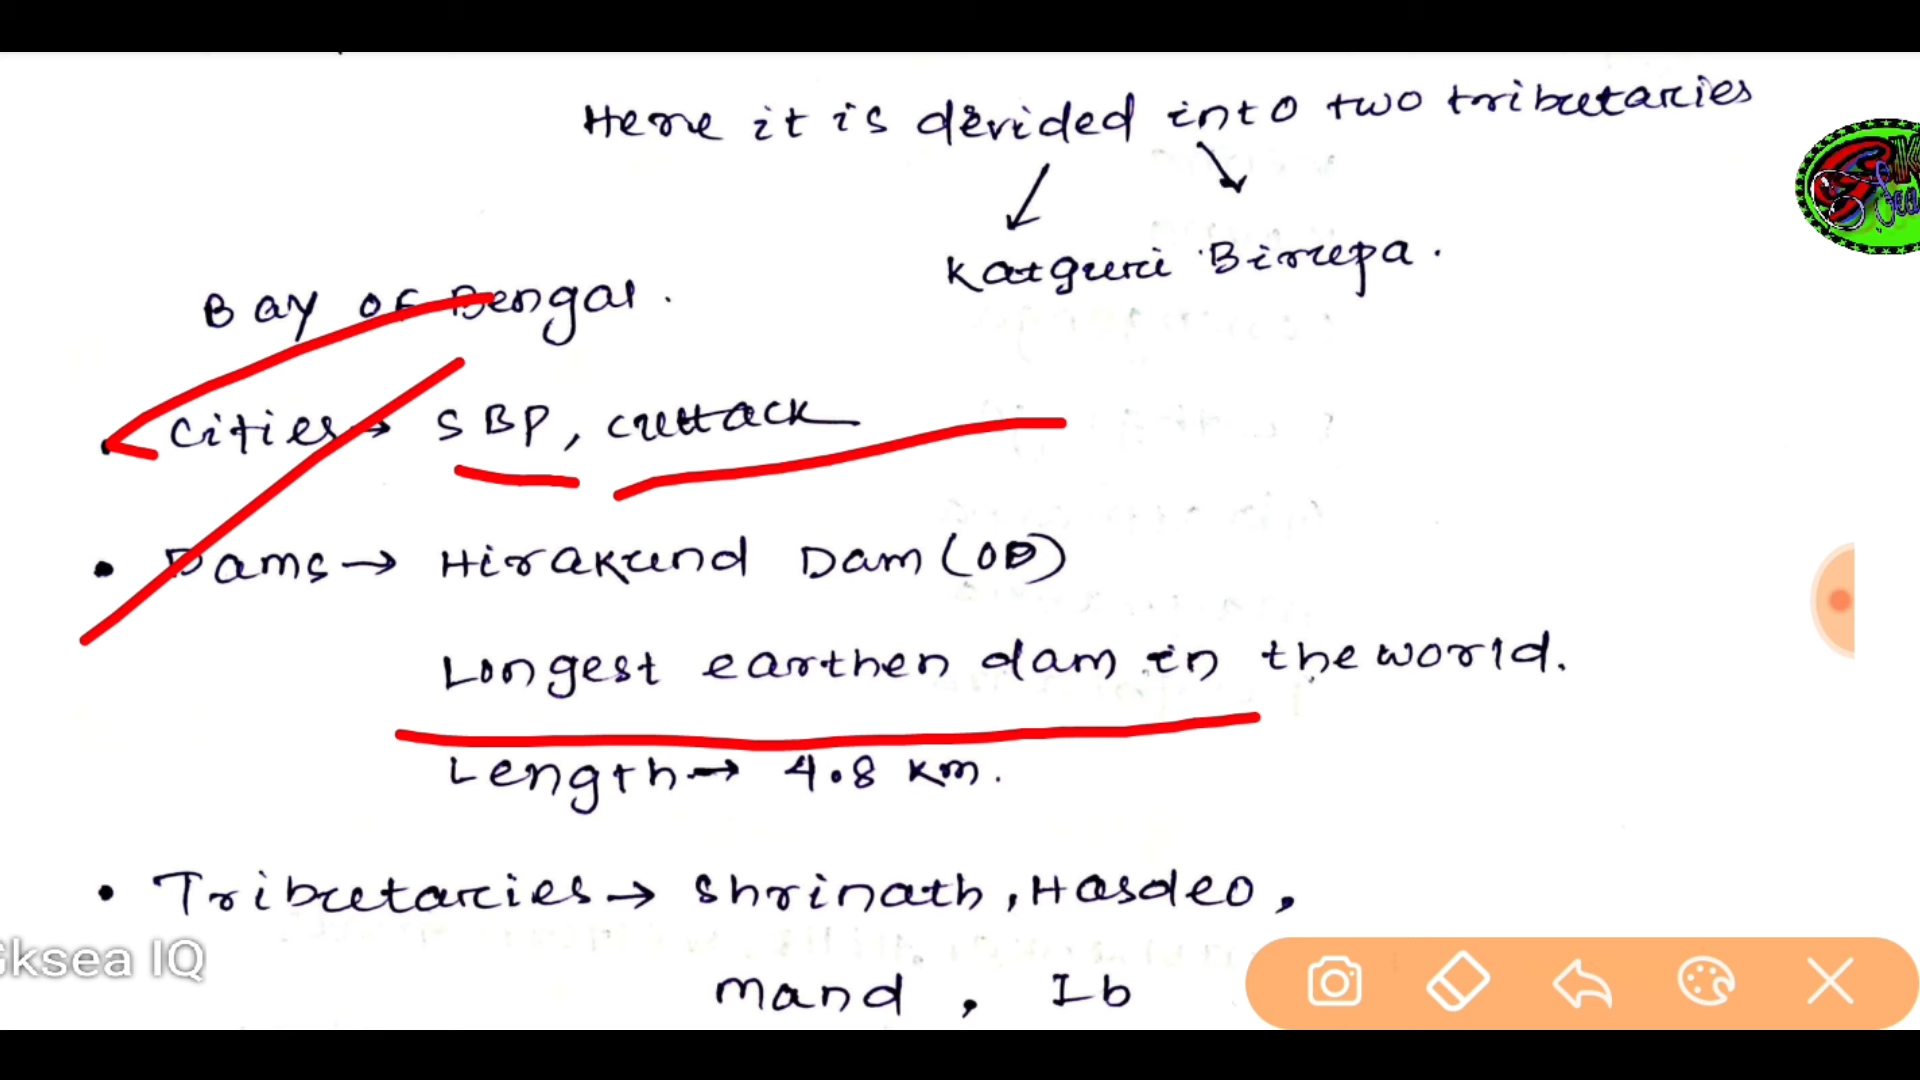 Here it is devided into two tributaries
↙ ↘
Katguri Birupa.
Bay of Bengal.
• Cities → SBP, cuttack
• Dams → Hirakund Dam (OD)
Longest earthen dam in the world.
Length → 4.8 km.
• Tributaries → Shrinath, Hasdeo,
Gksea IQ
mand, Ib